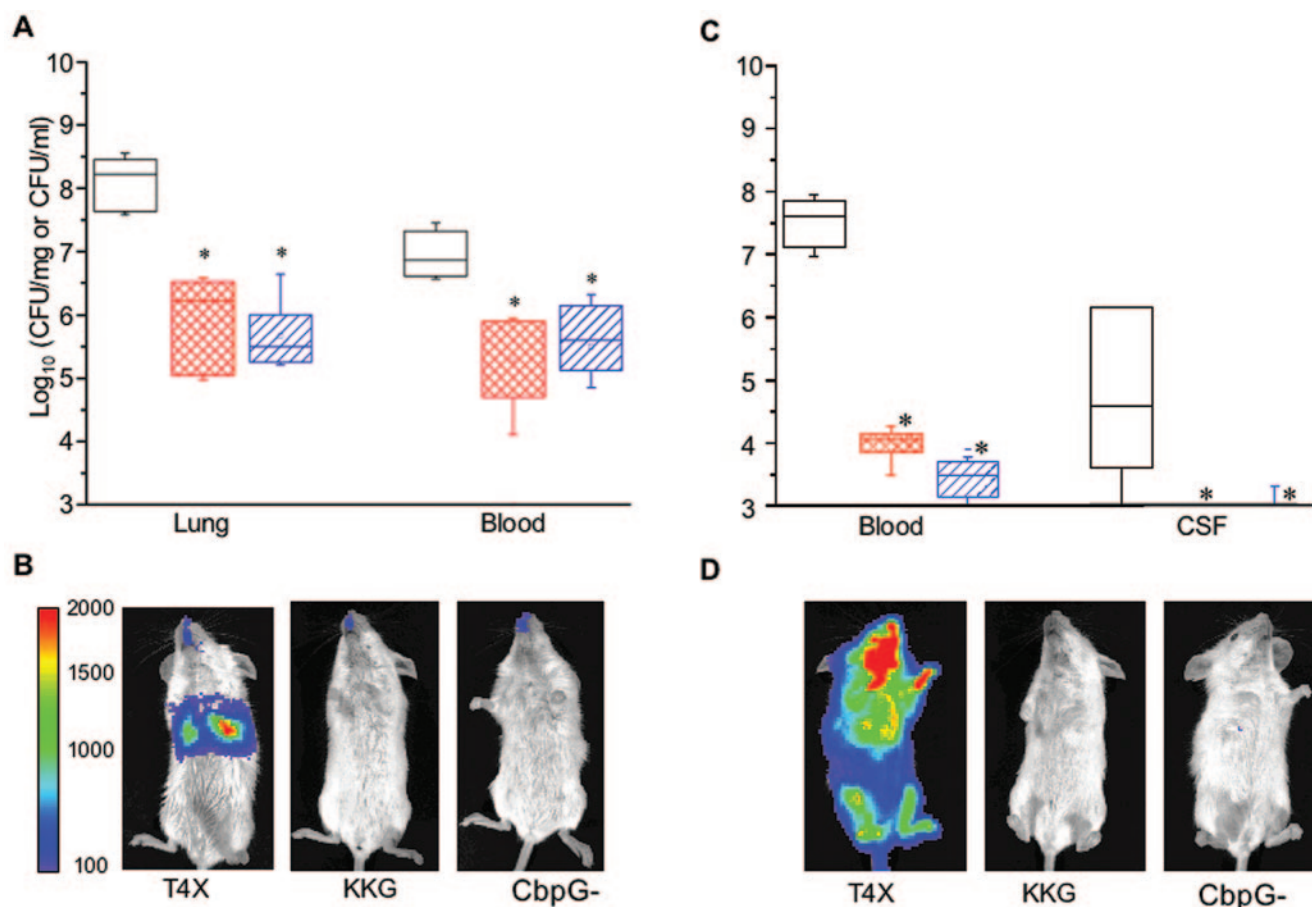 A
10
9
8
7
6
5
4
3
Log10 (CFU/mg or CFU/ml)
* *
* *
Lung Blood
C
10
9
8
7
6
5
4
3
* *
* *
Blood CSF
B
2000
1500
1000
100
T4X KKG CbpG-
D
T4X KKG CbpG-